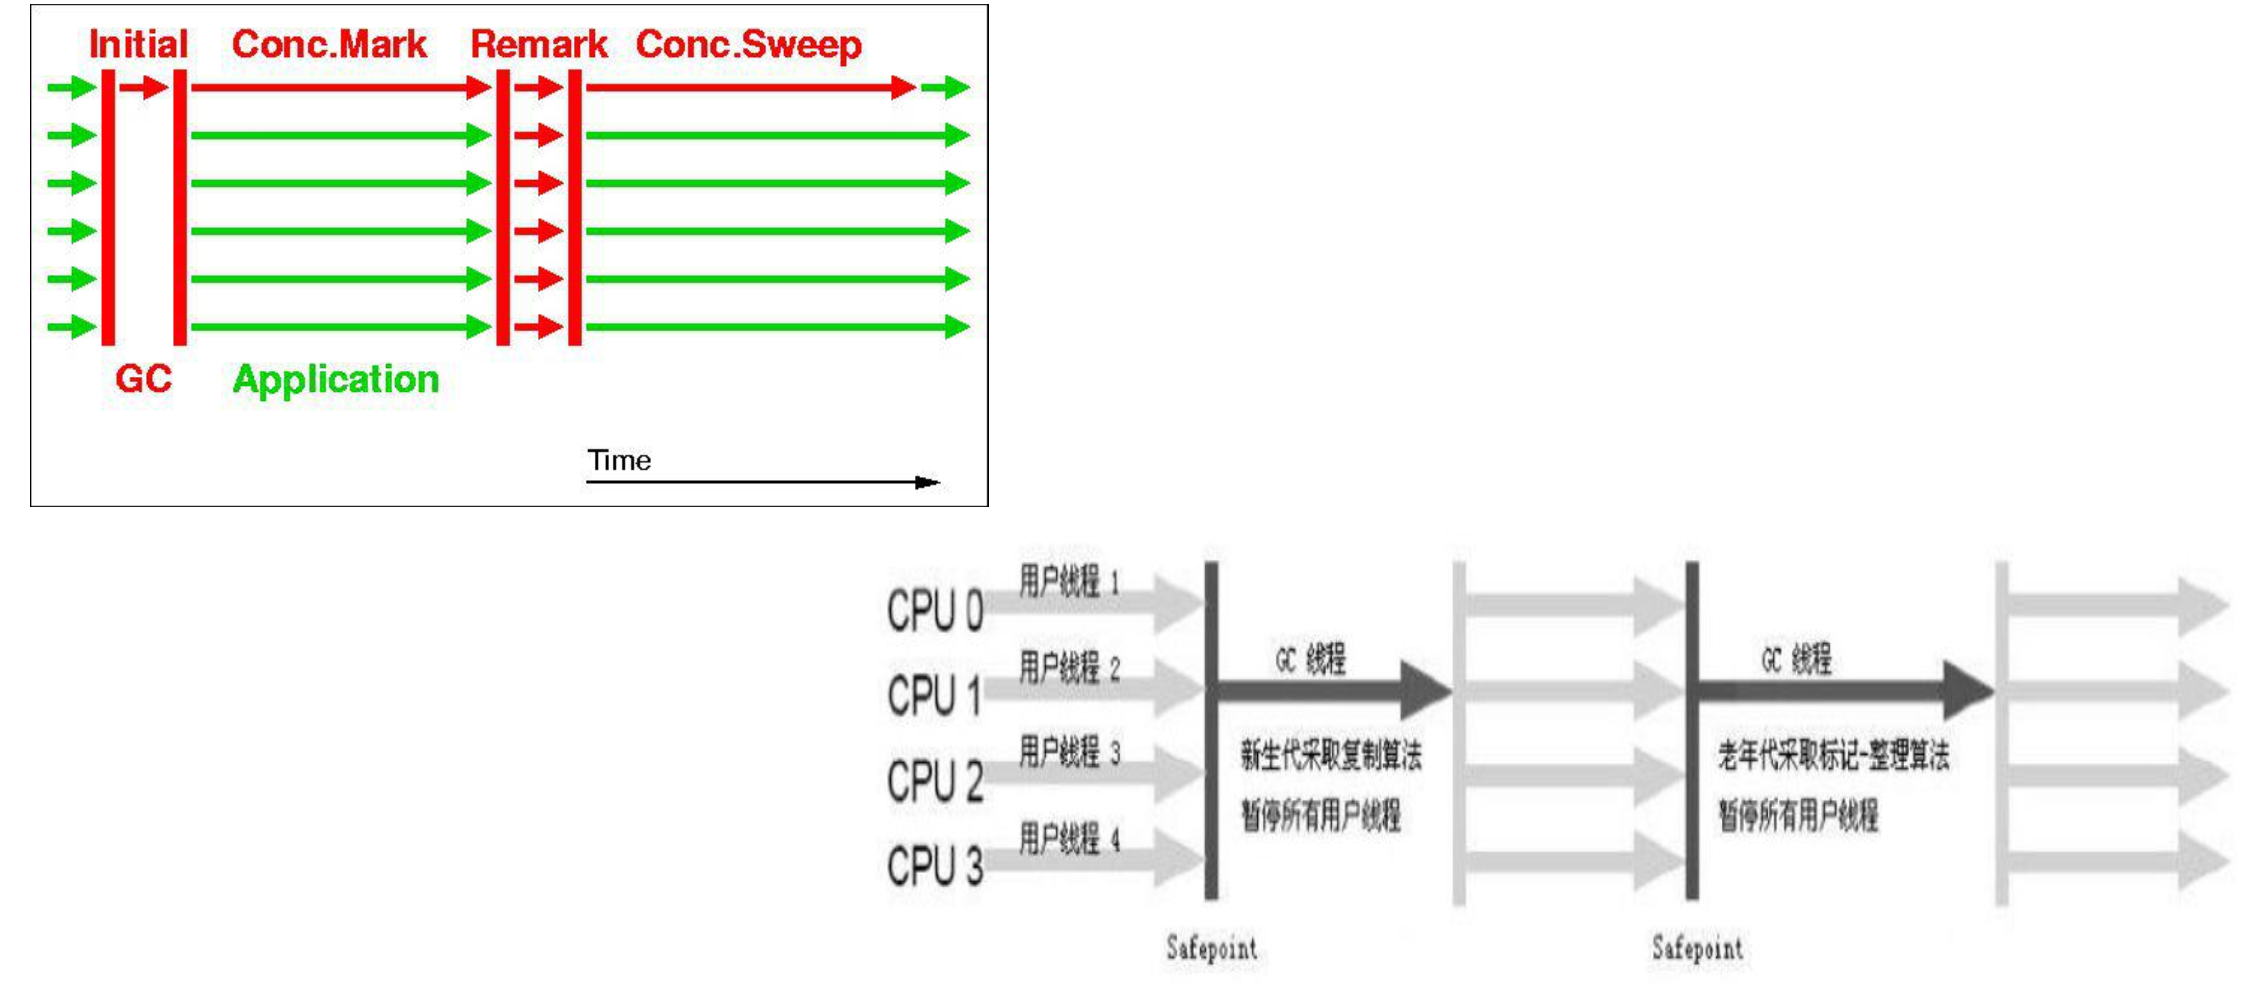 Initial Conc.Mark Remark Conc.Sweep
GC Application
Time
CPU 0 用户线程 1
CPU 1 用户线程 2
CPU 2 用户线程 3
CPU 3 用户线程 4
GC 线程
新生代采取复制算法
暂停所有用户线程
GC 线程
老年代采取标记-整理算法
暂停所有用户线程
Safepoint
Safepoint